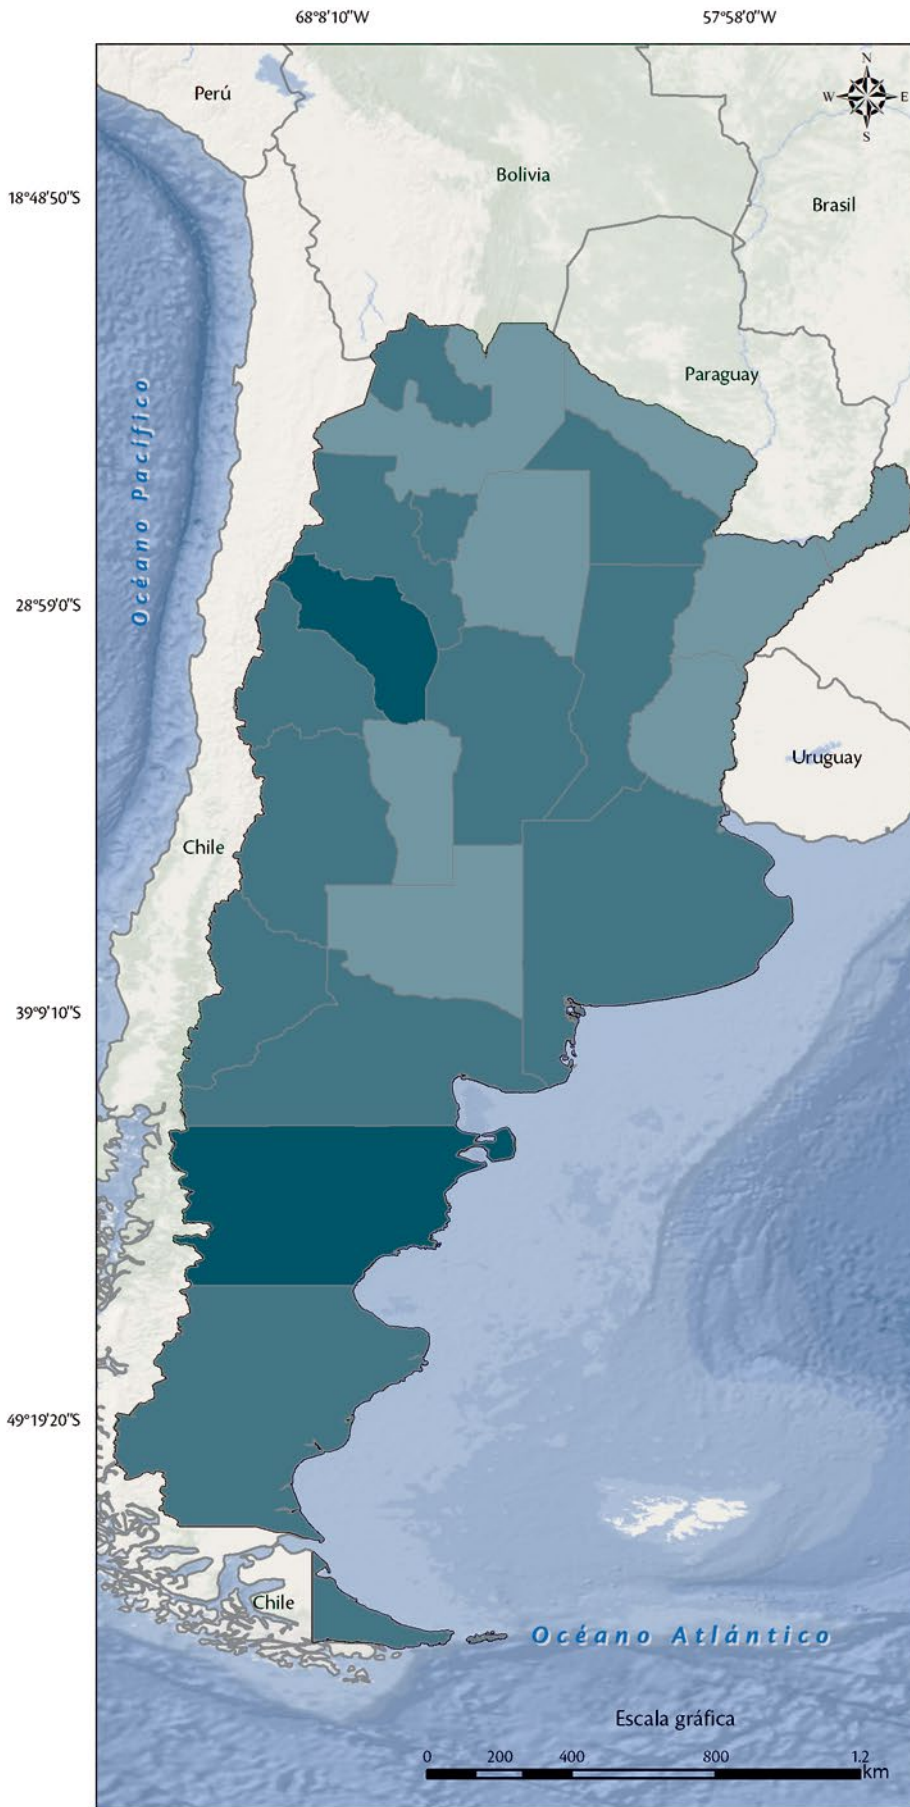 68°8'10"W 57°58'0"W
N
W E
S
Perú
Bolivia
Brasil
18°48'50"S
Paraguay
Océano Pacífico
28°59'0"S
Uruguay
Chile
39°9'10"S
49°19'20"S
Chile
Océano Atlántico
Escala gráfica
0 200 400 800 1.2
km